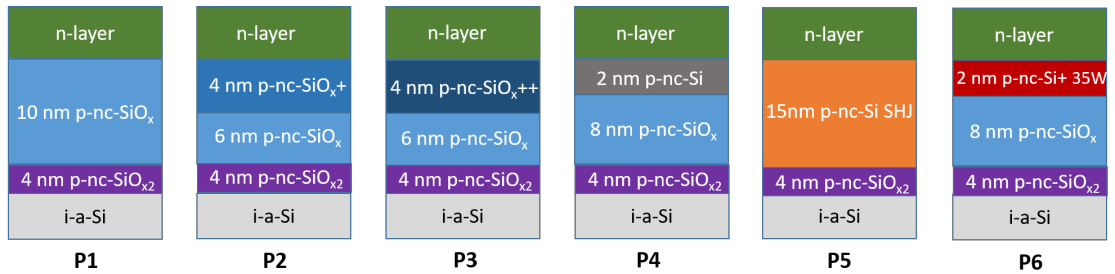 n-layer n-layer n-layer n-layer n-layer n-layer
10 nm p-nc-SiOₓ
4 nm p-nc-SiOₓ+
6 nm p-nc-SiOₓ
4 nm p-nc-SiOₓ++
6 nm p-nc-SiOₓ
2 nm p-nc-Si
8 nm p-nc-SiOₓ
15nm p-nc-Si SHJ
2 nm p-nc-Si+ 35W
8 nm p-nc-SiOₓ
4 nm p-nc-SiOₓ₂ 4 nm p-nc-SiOₓ₂ 4 nm p-nc-SiOₓ₂ 4 nm p-nc-SiOₓ₂ 4 nm p-nc-SiOₓ₂ 4 nm p-nc-SiOₓ₂
i-a-Si i-a-Si i-a-Si i-a-Si i-a-Si i-a-Si
P1 P2 P3 P4 P5 P6